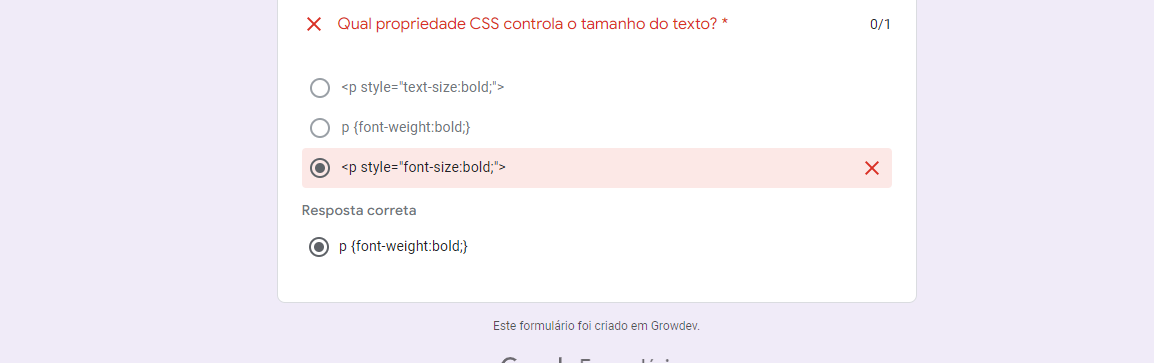 Qual propriedade CSS controla o tamanho do texto? *
0/1
<p style="text-size:bold;">
p {font-weight:bold;}
<p style="font-size:bold;">
Resposta correta
p {font-weight:bold;}
Este formulário foi criado em Growdev.